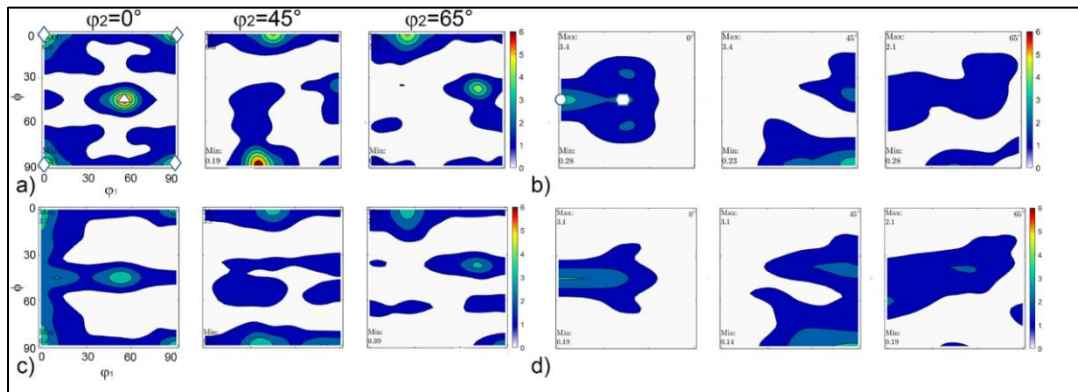 φ2=0° φ2=45° φ2=65°
0 30 60 90
ϕ
0 30 60 90
φ1
Min: 0.19
6 5 4 3 2 1 0
a)
Max: 3.4 0°
Min: 0.28
Max: 3.4 45°
Min: 0.23
Max: 2.1 65°
Min: 0.28
6 5 4 3 2 1 0
b)
0 30 60 90
ϕ
0 30 60 90
φ1
Min: 0.39
6 5 4 3 2 1 0
c)
Max: 3.1 0°
Min: 0.19
Max: 3.1 45°
Min: 0.14
Max: 2.1 65°
Min: 0.19
6 5 4 3 2 1 0
d)